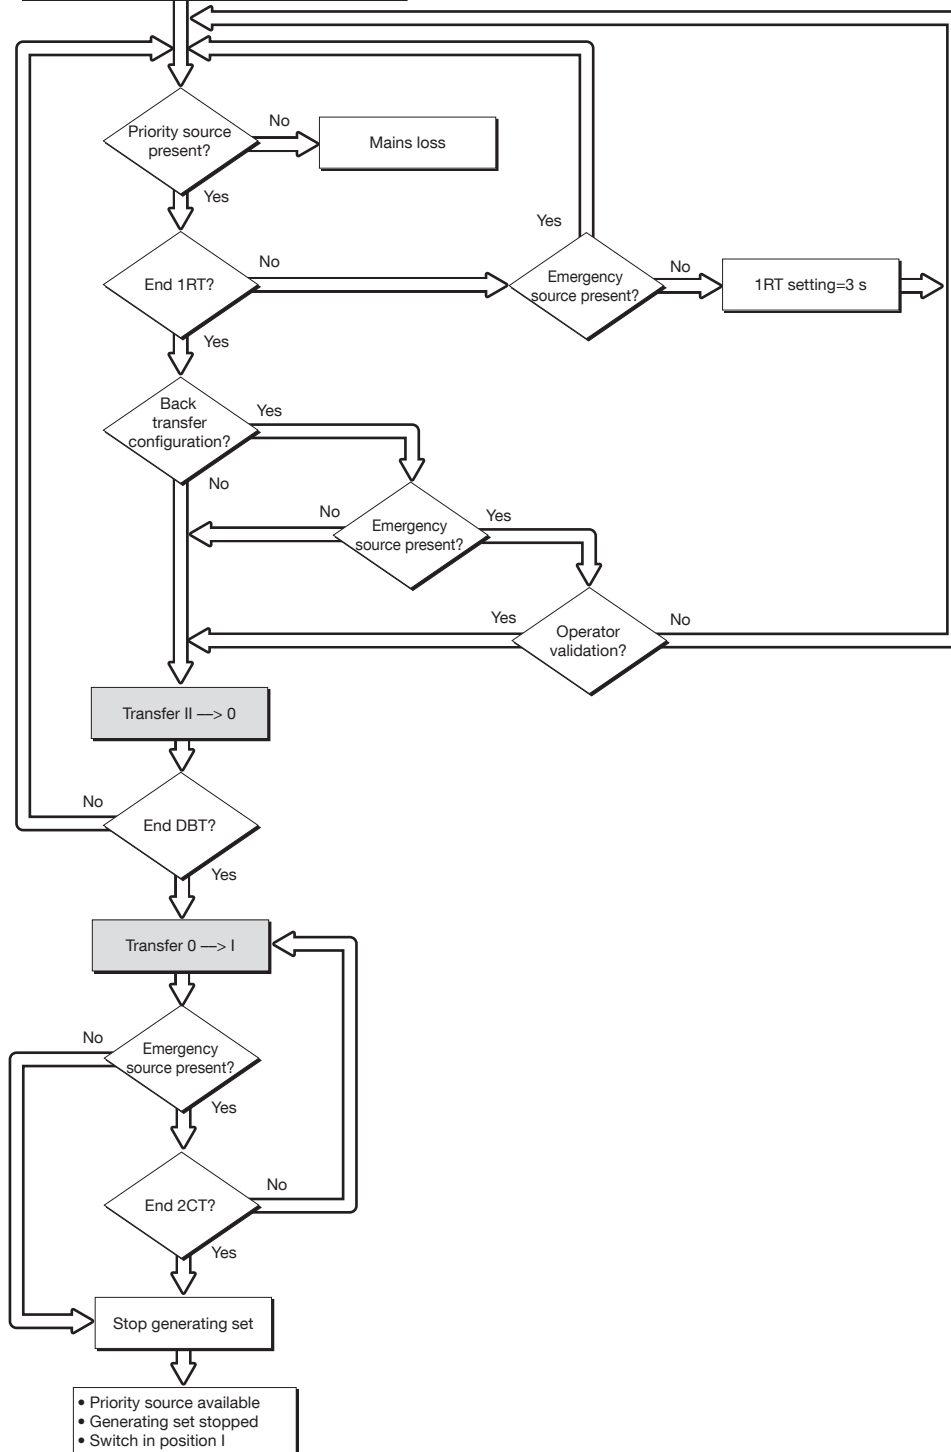 Priority source
present?
No
Mains loss
Yes
End 1RT?
No
Yes
Emergency
source present?
No
1RT setting=3 s
Yes
Back
transfer
configuration?
Yes
No
No
Emergency
source present?
Yes
Yes
Operator
validation?
No
Transfer II —> 0
No
End DBT?
Yes
Transfer 0 —> I
No
Emergency
source present?
Yes
End 2CT?
No
Yes
Stop generating set
• Priority source available
• Generating set stopped
• Switch in position I